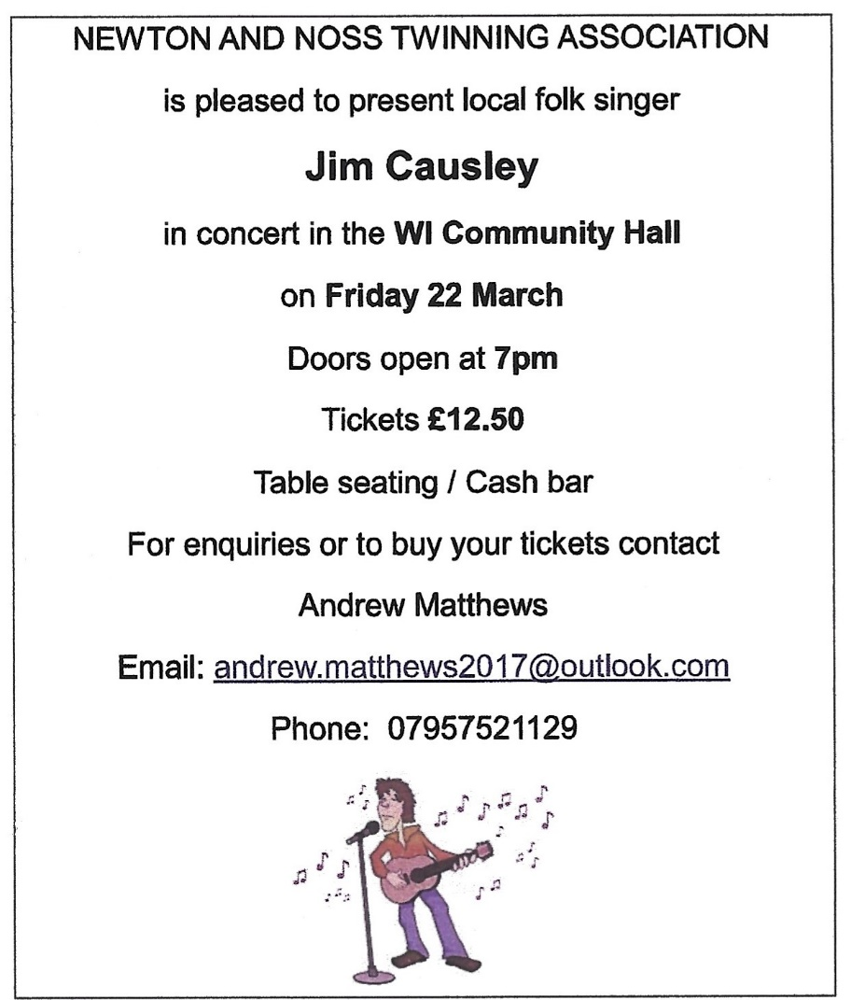 NEWTON AND NOSS TWINNING ASSOCIATION
is pleased to present local folk singer
Jim Causley
in concert in the WI Community Hall
on Friday 22 March
Doors open at 7pm
Tickets £12.50
Table seating / Cash bar
For enquiries or to buy your tickets contact
Andrew Matthews
Email: andrew.matthews2017@outlook.com
Phone: 07957521129